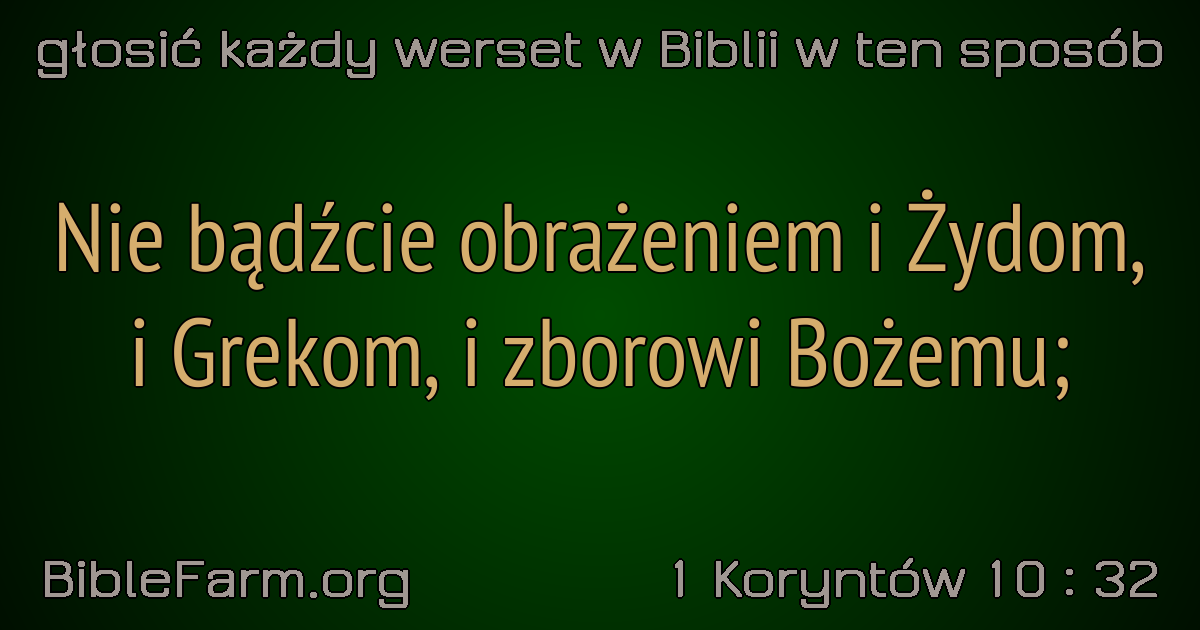 głosić każdy werset w Biblii w ten sposób
Nie bądźcie obrażeniem i Żydom,
i Grekom, i zborowi Bożemu;
BibleFarm.org
1 Koryntów 10 : 32